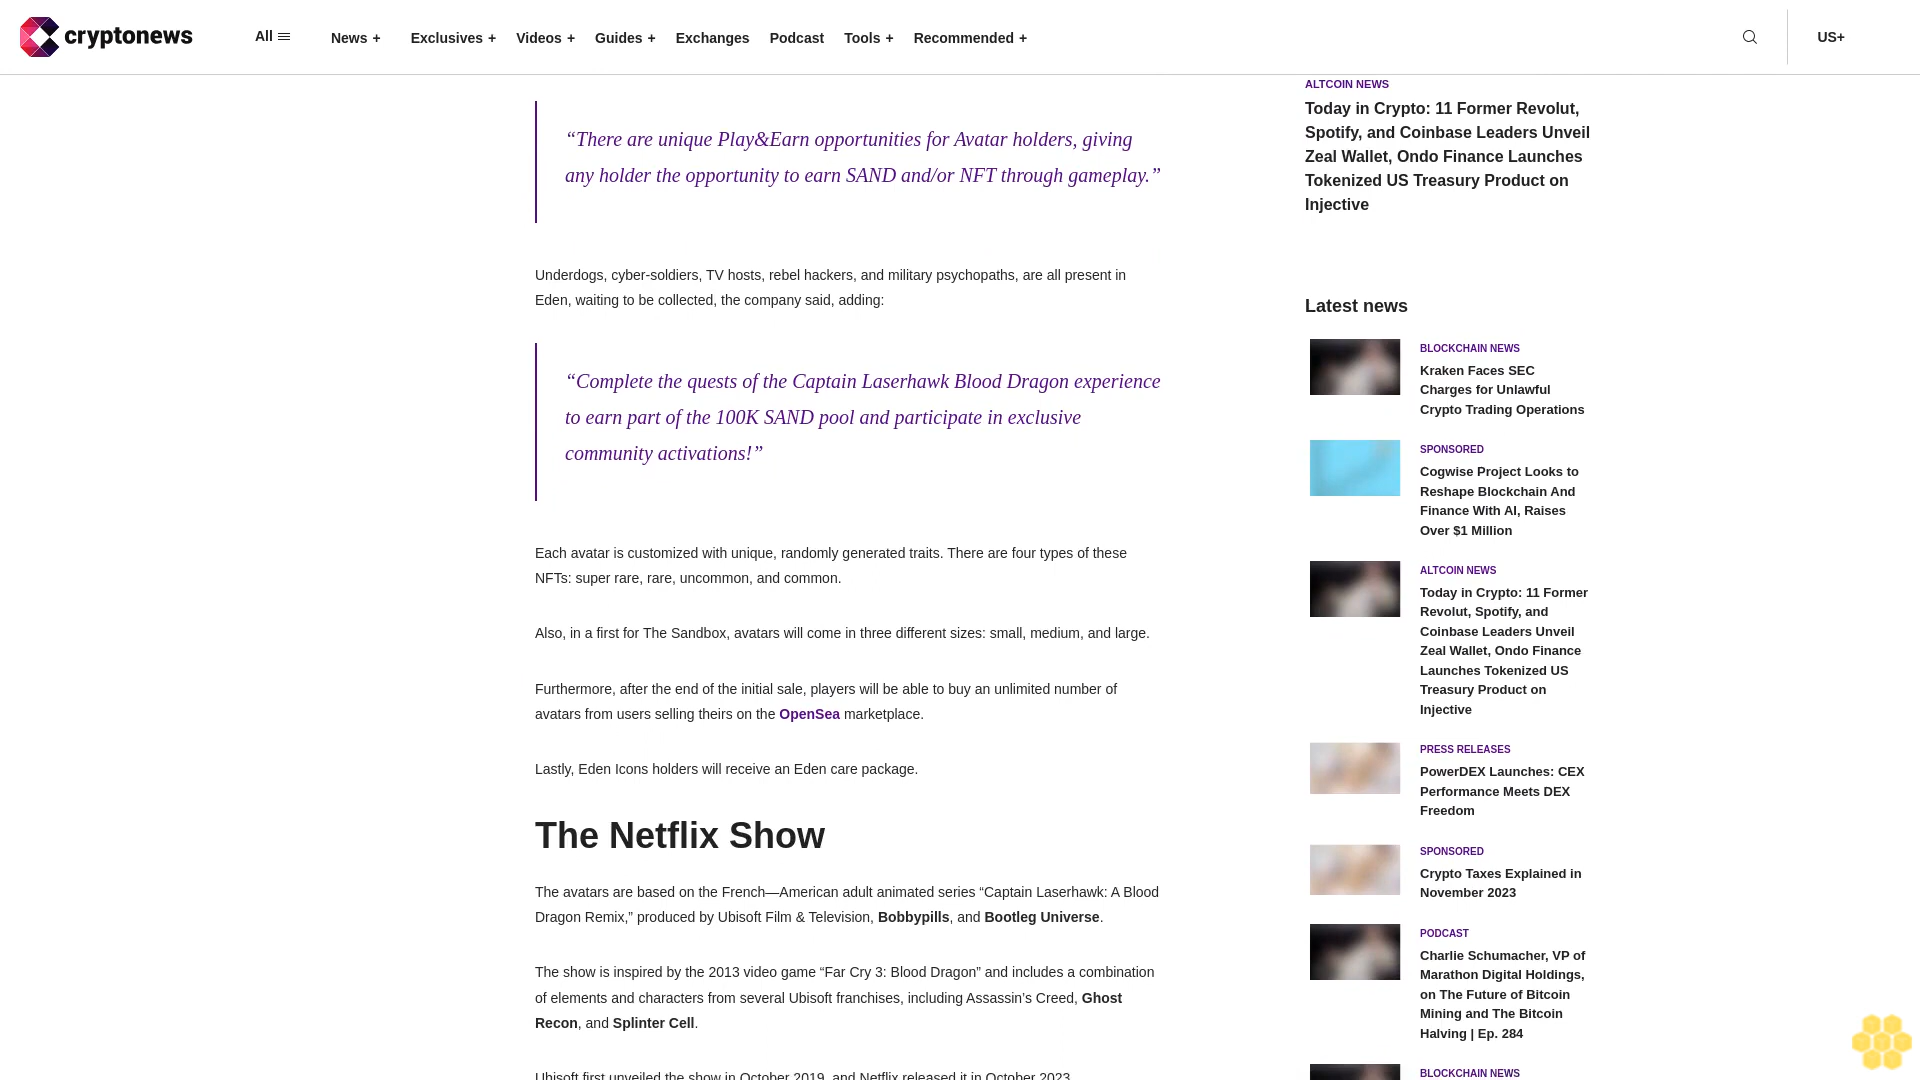 cryptonews
All
News +
Exclusives +
Videos +
Guides +
Exchanges
Podcast
Tools +
Recommended +
US+
“There are unique Play&Earn opportunities for Avatar holders, giving
any holder the opportunity to earn SAND and/or NFT through gameplay.”
Underdogs, cyber-soldiers, TV hosts, rebel hackers, and military psychopaths, are all present in
Eden, waiting to be collected, the company said, adding:
“Complete the quests of the Captain Laserhawk Blood Dragon experience
to earn part of the 100K SAND pool and participate in exclusive
community activations!”
Each avatar is customized with unique, randomly generated traits. There are four types of these
NFTs: super rare, rare, uncommon, and common.
Also, in a first for The Sandbox, avatars will come in three different sizes: small, medium, and large.
Furthermore, after the end of the initial sale, players will be able to buy an unlimited number of
avatars from users selling theirs on the OpenSea marketplace.
Lastly, Eden Icons holders will receive an Eden care package.
The Netflix Show
The avatars are based on the French—American adult animated series “Captain Laserhawk: A Blood
Dragon Remix,” produced by Ubisoft Film & Television, Bobbypills, and Bootleg Universe.
The show is inspired by the 2013 video game “Far Cry 3: Blood Dragon” and includes a combination
of elements and characters from several Ubisoft franchises, including Assassin’s Creed, Ghost
Recon, and Splinter Cell.
Ubisoft first unveiled the show in October 2019, and Netflix released it in October 2023.
ALTCOIN NEWS
Today in Crypto: 11 Former Revolut,
Spotify, and Coinbase Leaders Unveil
Zeal Wallet, Ondo Finance Launches
Tokenized US Treasury Product on
Injective
Latest news
BLOCKCHAIN NEWS
Kraken Faces SEC
Charges for Unlawful
Crypto Trading Operations
SPONSORED
Cogwise Project Looks to
Reshape Blockchain And
Finance With AI, Raises
Over $1 Million
ALTCOIN NEWS
Today in Crypto: 11 Former
Revolut, Spotify, and
Coinbase Leaders Unveil
Zeal Wallet, Ondo Finance
Launches Tokenized US
Treasury Product on
Injective
PRESS RELEASES
PowerDEX Launches: CEX
Performance Meets DEX
Freedom
SPONSORED
Crypto Taxes Explained in
November 2023
PODCAST
Charlie Schumacher, VP of
Marathon Digital Holdings,
on The Future of Bitcoin
Mining and The Bitcoin
Halving | Ep. 284
BLOCKCHAIN NEWS